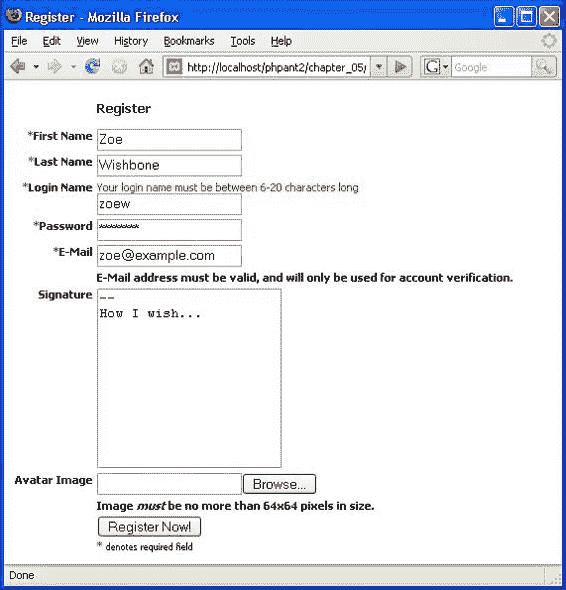 Register - Mozilla Firefox
File Edit View History Bookmarks Tools Help
http://localhost/phpant2/chapter_05/ G Google
Register
*First Name Zoe
*Last Name Wishbone
*Login Name Your login name must be between 6-20 characters long
zoew
*Password ********
*E-Mail zoe@example.com
E-Mail address must be valid, and will only be used for account verification.
Signature --
How I wish...
Avatar Image Browse...
Image must be no more than 64x64 pixels in size.
Register Now!
* denotes required field
Done